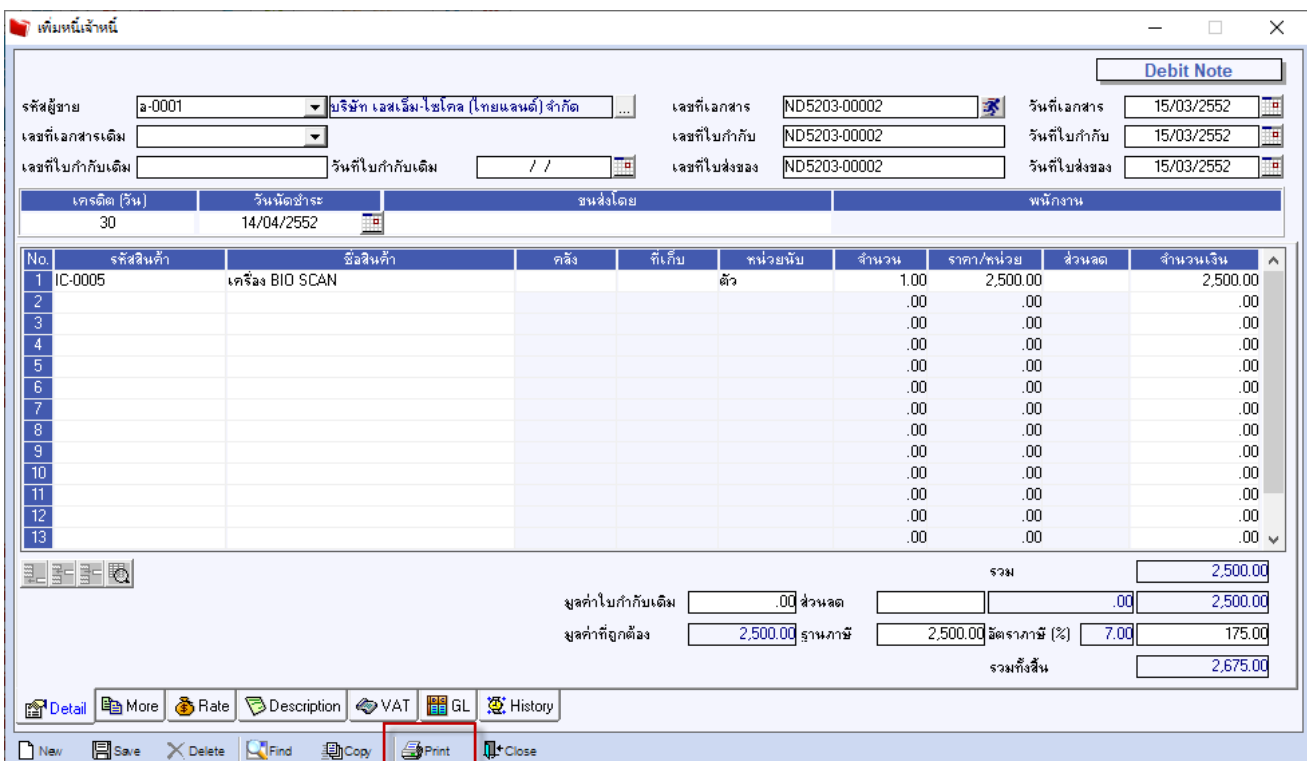 เพิ่มหนี้เจ้าหนี้
Debit Note
รหัสผู้ขาย a-0001 บริษัท เอสเอ็ม-ไซโคล (ไทยแลนด์) จำกัด ... เลขที่เอกสาร ND5203-00002 วันที่เอกสาร 15/03/2552
เลขที่เอกสารเดิม เลขที่ใบกำกับ ND5203-00002 วันที่ใบกำกับ 15/03/2552
เลขที่ใบกำกับเดิม วันที่ใบกำกับเดิม / / เลขที่ใบส่งของ ND5203-00002 วันที่ใบส่งของ 15/03/2552
เครดิต (วัน) วันนัดชำระ ขนส่งโดย พนักงาน
30 14/04/2552
No. รหัสสินค้า ชื่อสินค้า คลัง ที่เก็บ หน่วยนับ จำนวน ราคา/หน่วย ส่วนลด จำนวนเงิน
1 IC-0005 เครื่อง BIO SCAN ตัว 1.00 2,500.00 2,500.00
2 .00 .00 .00
3 .00 .00 .00
4 .00 .00 .00
5 .00 .00 .00
6 .00 .00 .00
7 .00 .00 .00
8 .00 .00 .00
9 .00 .00 .00
10 .00 .00 .00
11 .00 .00 .00
12 .00 .00 .00
13 .00 .00 .00
รวม 2,500.00
มูลค่าใบกำกับเดิม .00 ส่วนลด .00 2,500.00
มูลค่าที่ถูกต้อง 2,500.00 ฐานภาษี 2,500.00 อัตราภาษี (%) 7.00 175.00
รวมทั้งสิ้น 2,675.00
Detail More Rate Description VAT GL History
New Save Delete Find Copy Print Close